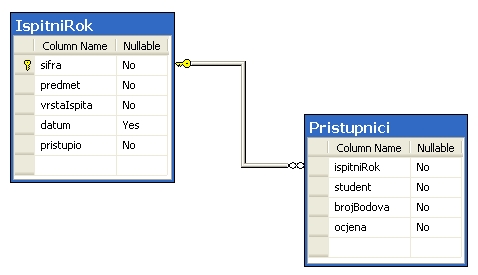 IspitniRok
Column Name Nullable
sifra No
predmet No
vrstaIspita No
datum Yes
pristupio No
Pristupnici
Column Name Nullable
ispitniRok No
student No
brojBodova No
ocjena No